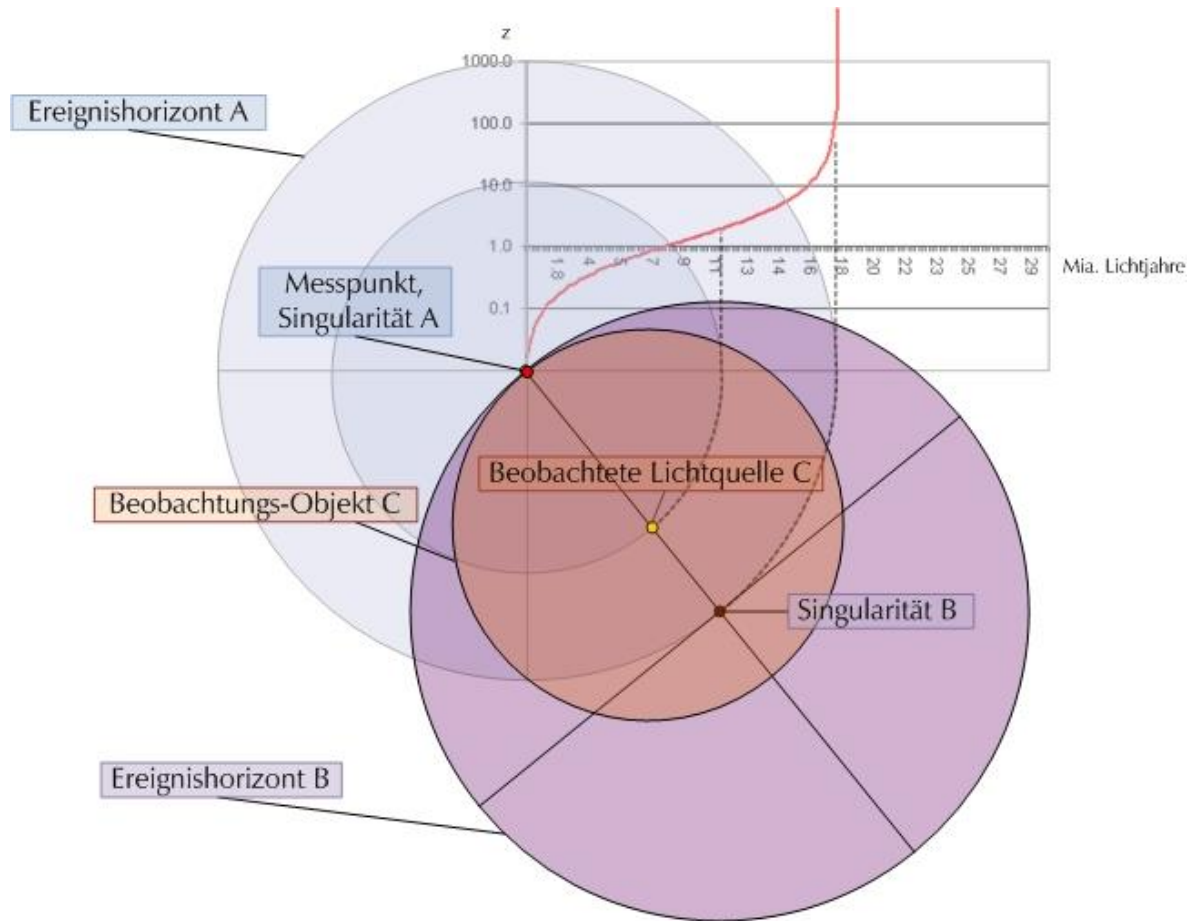 z
1000.0
Ereignishorizont A
100.0
10.0
1.0
1.8
4
5
7
9
11
13
14
16
18
20
22
23
25
27
29
Mia. Lichtjahre
Messpunkt,
Singularität A
0.1
Beobachtete Lichtquelle C
Beobachtungs-Objekt C
Singularität B
Ereignishorizont B